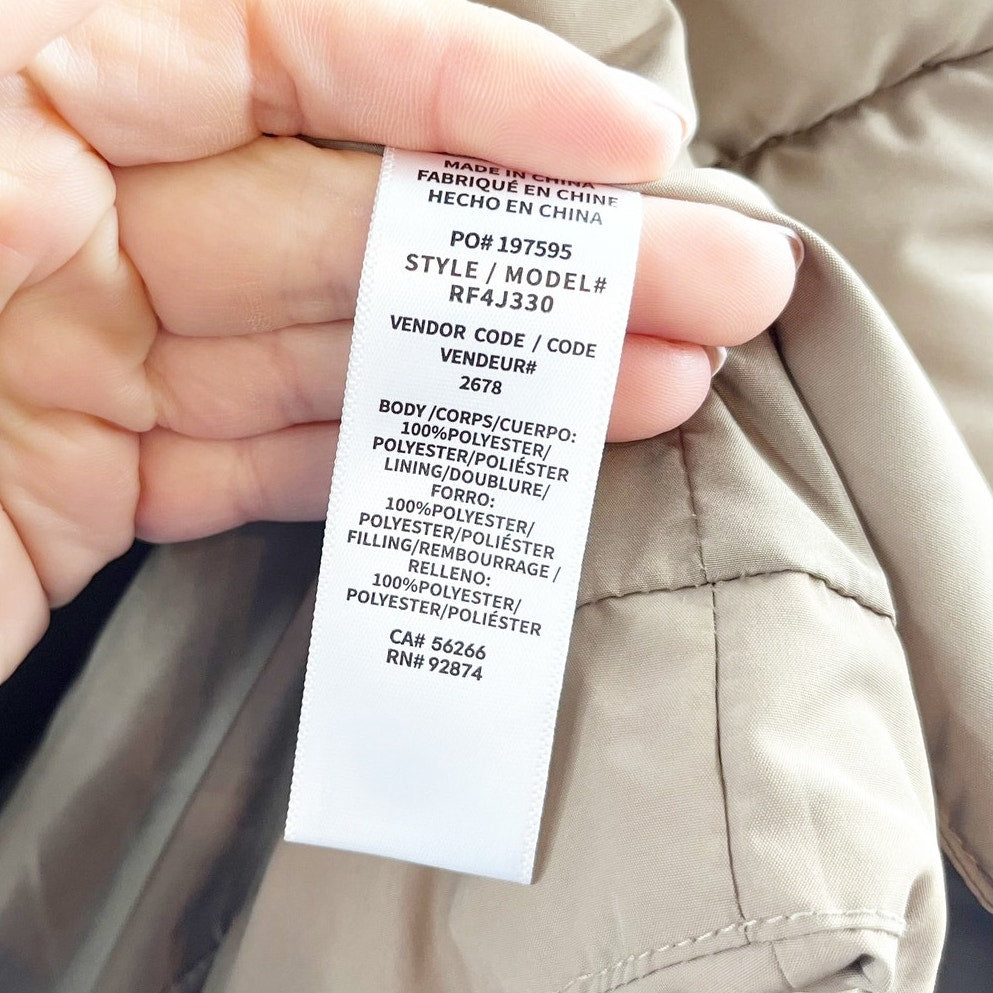 MADE IN CHINA
FABRIQUÉ EN CHINE
HECHO EN CHINA
PO# 197595
STYLE / MODEL#
RF4J330
VENDOR CODE / CODE
VENDEUR#
2678
BODY/CORPS/CUERPO:
100%POLYESTER/
POLYESTER/POLIÉSTER
LINING/DOUBLURE/
FORRO:
100%POLYESTER/
POLYESTER/POLIÉSTER
FILLING/REMBOURRAGE/
RELLENO:
100%POLYESTER/
POLYESTER/POLIÉSTER
CA# 56266
RN# 92874